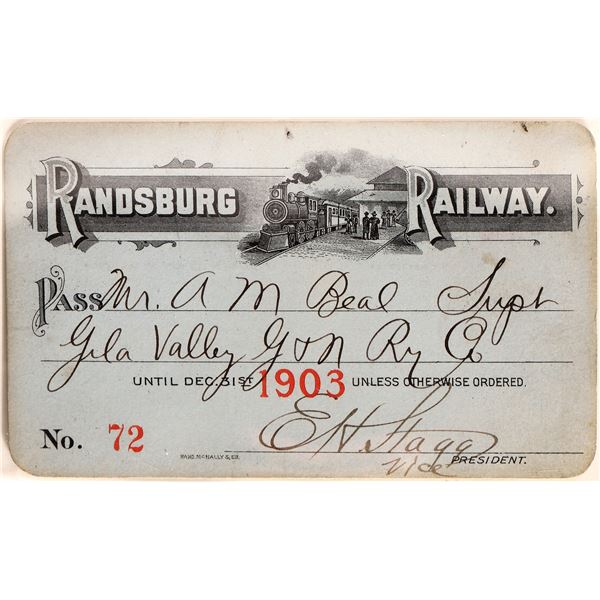 RANDSBURG RAILWAY.
PASS Mr. A M Beal Supt
Gila Valley G & N Ry Co
UNTIL DEC. 31ST 1903 UNLESS OTHERWISE ORDERED.
No. 72
E H Stagg
RAND, McNALLY & CO.
Vice PRESIDENT.